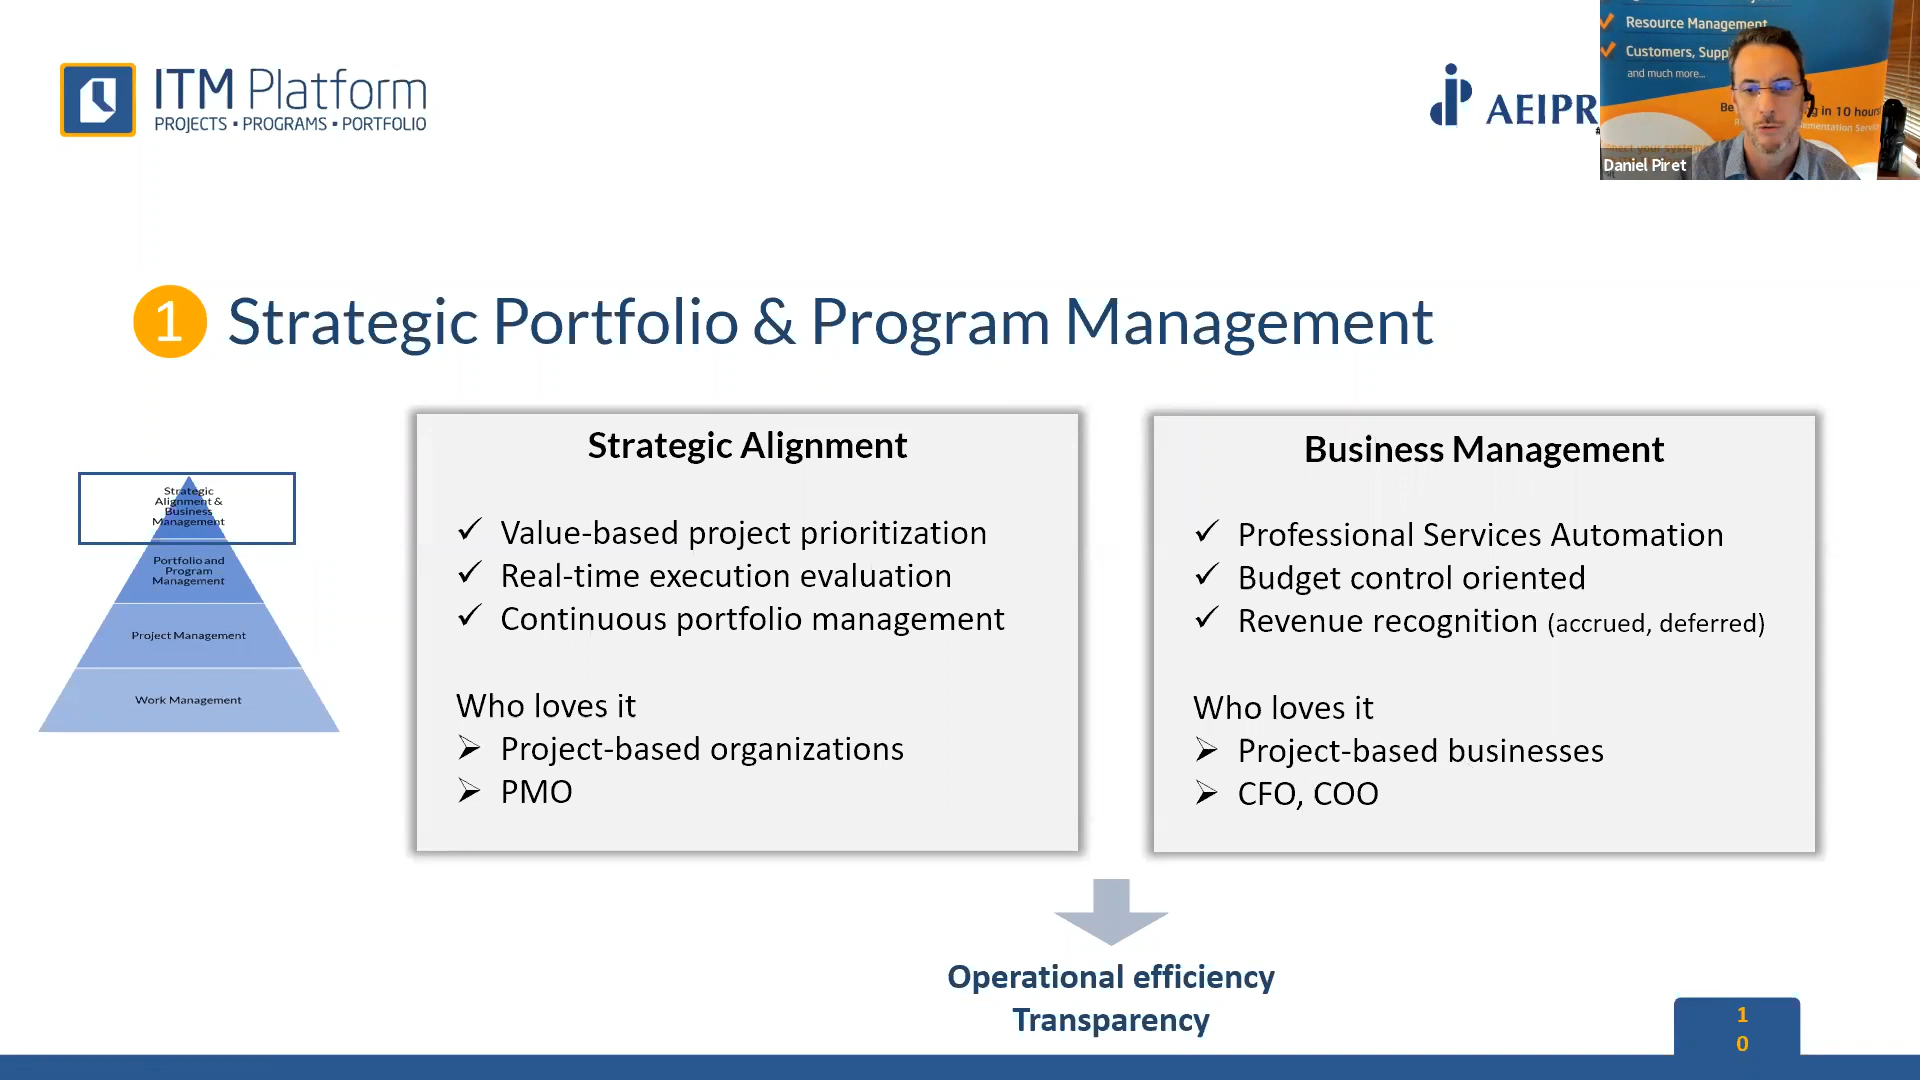 ITM Platform
PROJECTS ▪ PROGRAMS ▪ PORTFOLIO
AEIPR
Resource Management
Customers, Supp
and much more...
Be
g in 10 hours
Daniel Piret
1 Strategic Portfolio & Program Management
Strategic
Alignment &
Business
Management
Portfolio and
Program
Management
Project Management
Work Management
Strategic Alignment
✓ Value-based project prioritization
✓ Real-time execution evaluation
✓ Continuous portfolio management
Who loves it
➢ Project-based organizations
➢ PMO
Business Management
✓ Professional Services Automation
✓ Budget control oriented
✓ Revenue recognition (accrued, deferred)
Who loves it
➢ Project-based businesses
➢ CFO, COO
Operational efficiency
Transparency
1
0